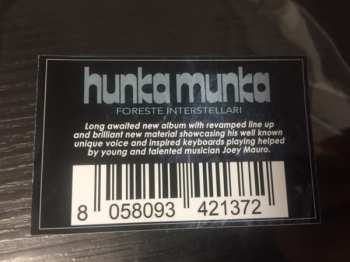 hunka munka
FORESTE INTERSTELLARI
Long awaited new album with revamped line up
and brilliant new material showcasing his well known
unique voice and inspired keyboards playing helped
by young and talented musician Joey Mauro.
8 058093 421372